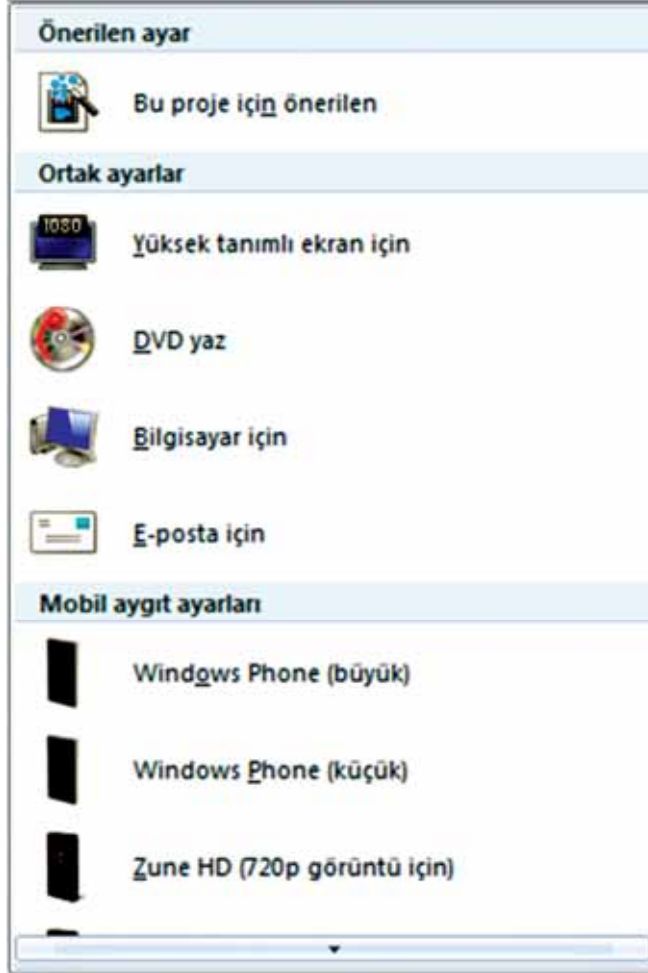 Önerilen ayar
Bu proje için önerilen
Ortak ayarlar
1080
Yüksek tanımlı ekran için
DVD yaz
Bilgisayar için
E-posta için
Mobil aygıt ayarları
Windows Phone (büyük)
Windows Phone (küçük)
Zune HD (720p görüntü için)